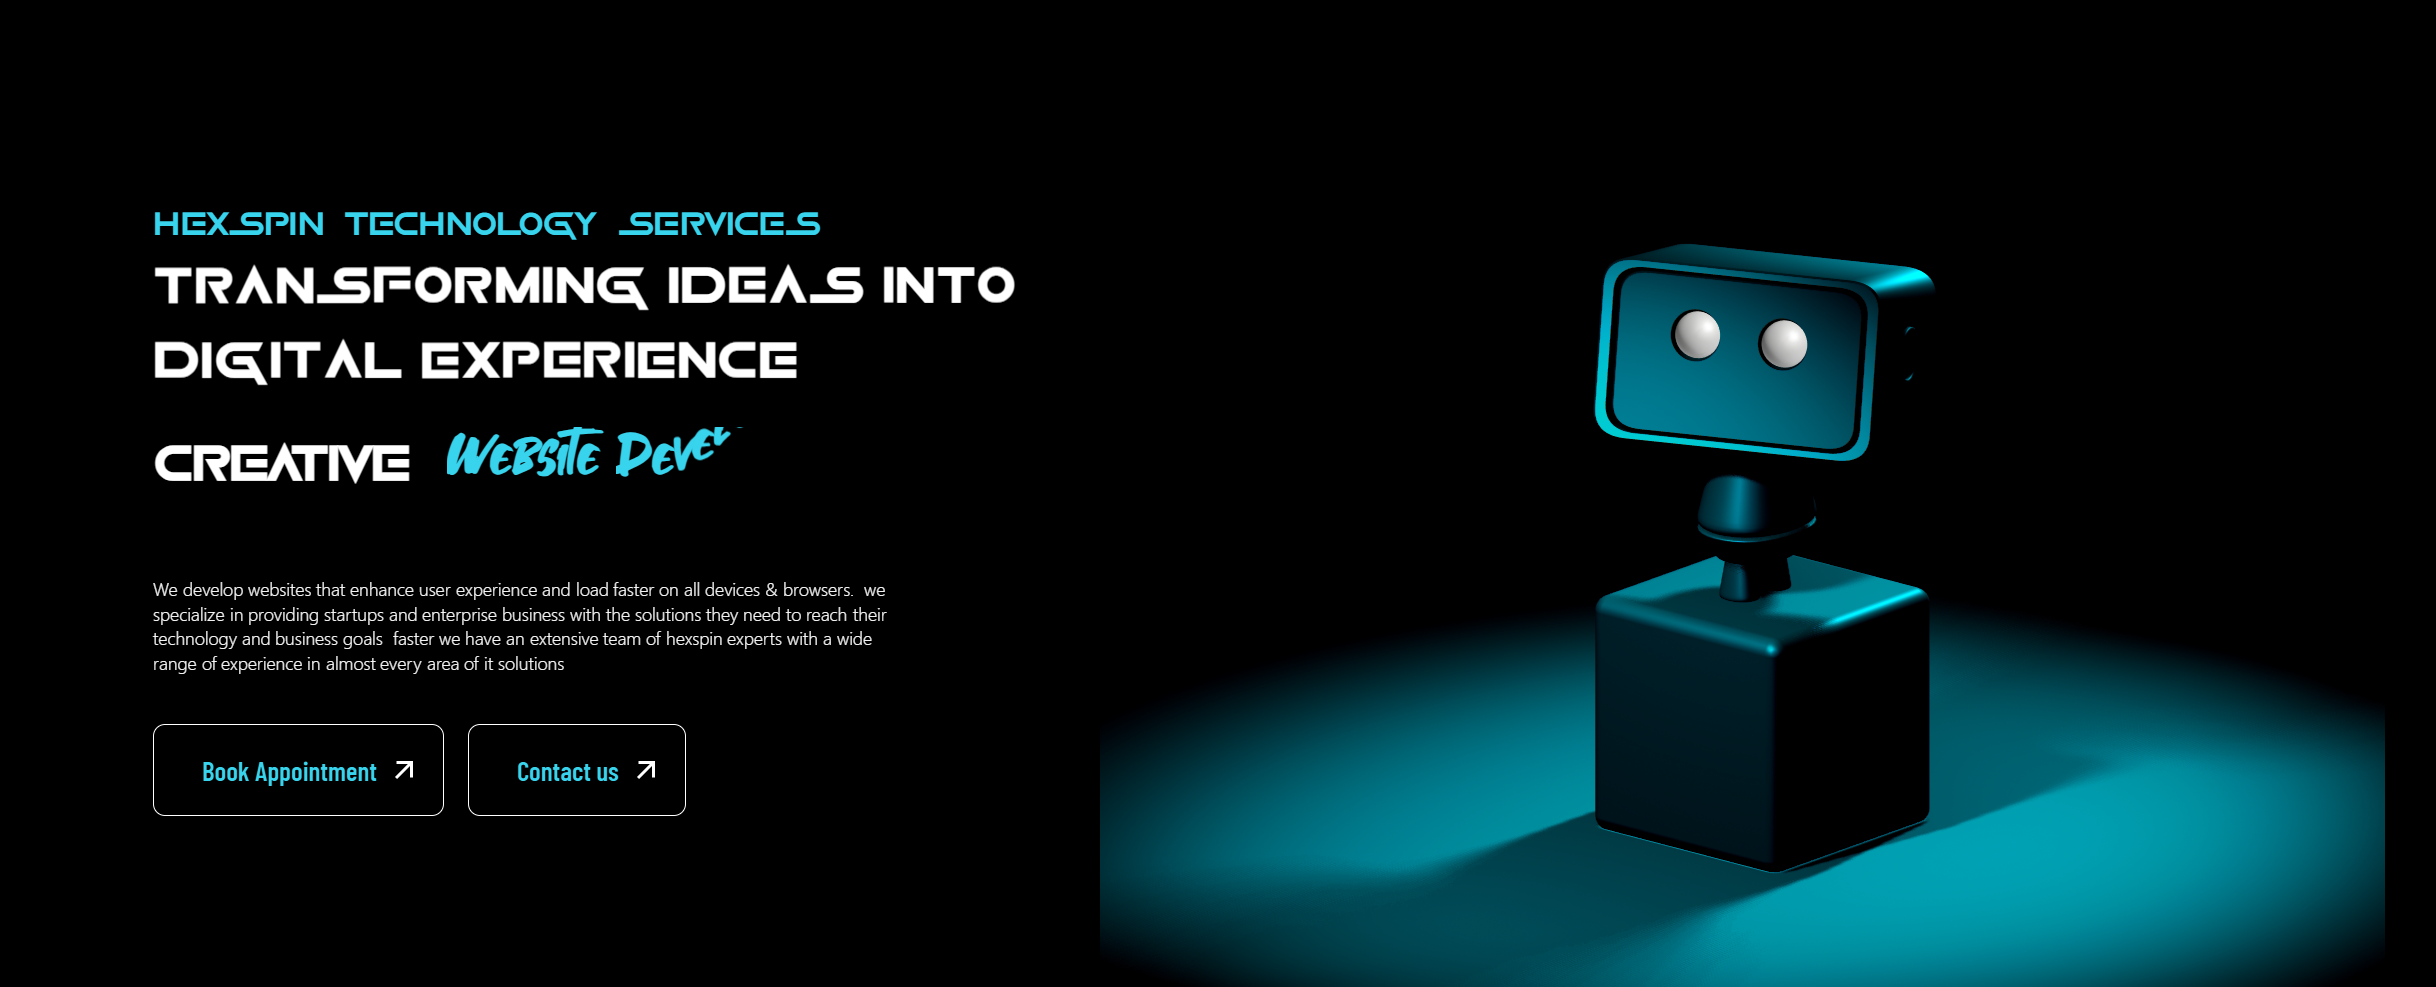 HEXSPIN TECHNOLOGY SERVICES
TRANSFORMING IDEAS INTO
DIGITAL EXPERIENCE
CREATIVE Website Deve
We develop websites that enhance user experience and load faster on all devices & browsers. we
specialize in providing startups and enterprise business with the solutions they need to reach their
technology and business goals faster we have an extensive team of hexspin experts with a wide
range of experience in almost every area of it solutions
Book Appointment
Contact us